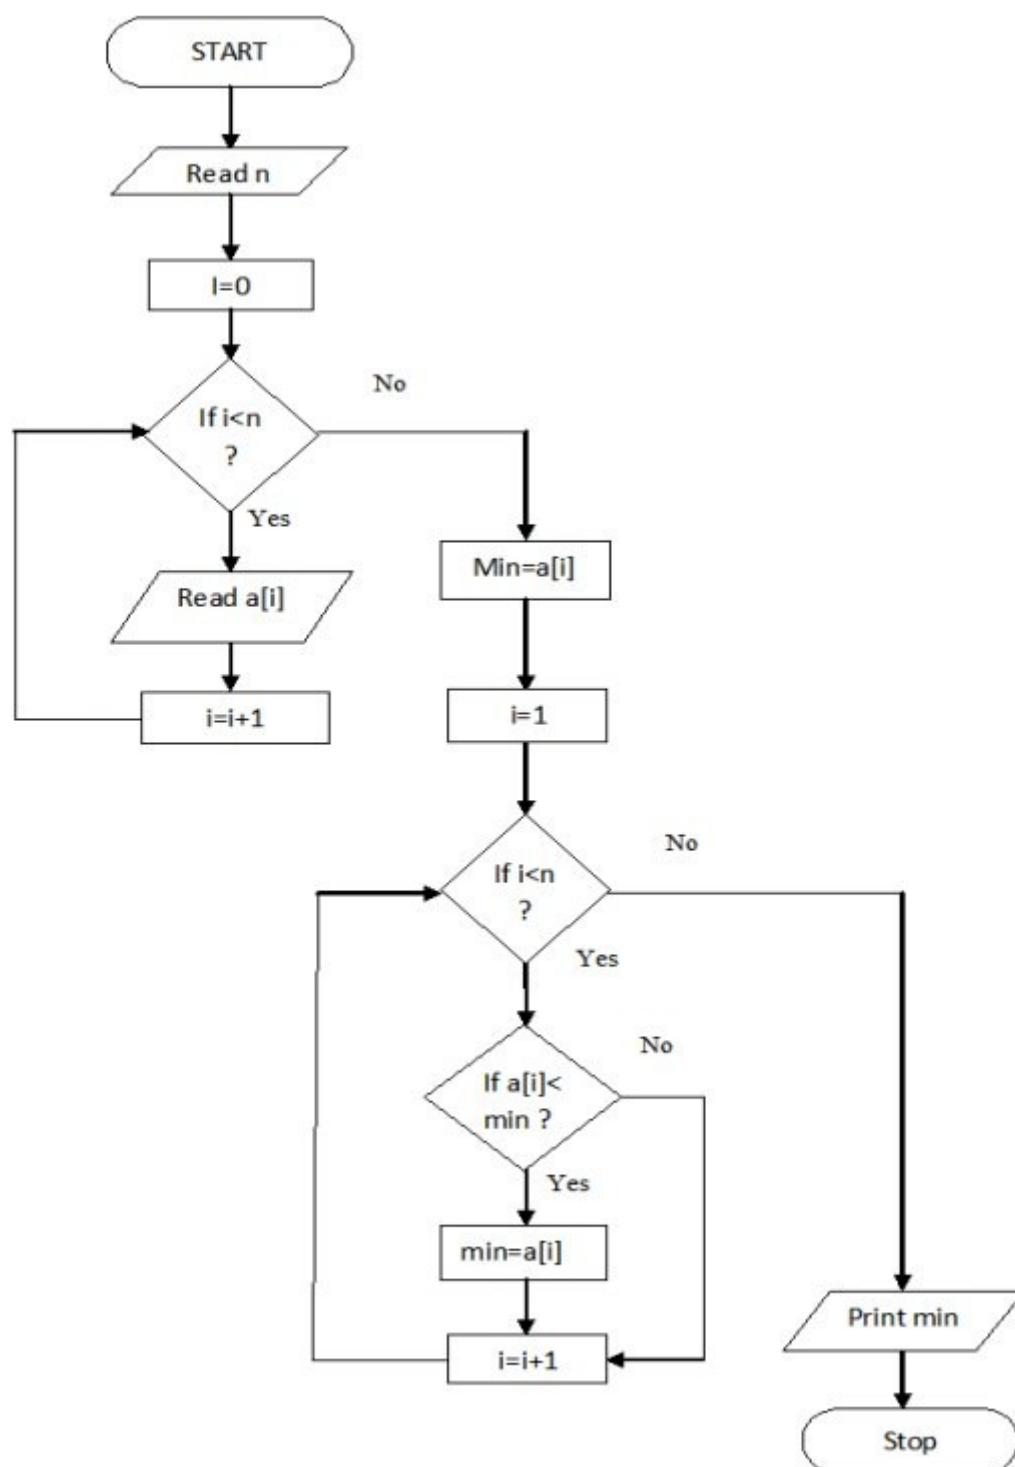 START
Read n
I=0
If i<n
?
No
Yes
Read a[i]
i=i+1
Min=a[i]
i=1
If i<n
?
No
Yes
If a[i]<
min ?
No
Yes
min=a[i]
i=i+1
Print min
Stop